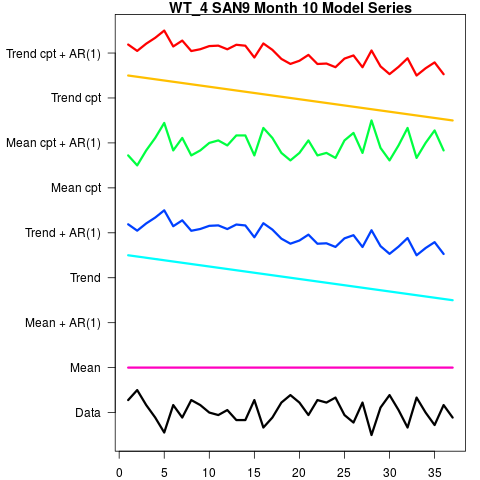 WT_4 SAN9 Month 10 Model Series
Trend cpt + AR(1)
Trend cpt
Mean cpt + AR(1)
Mean cpt
Trend + AR(1)
Trend
Mean + AR(1)
Mean
Data
0 5 10 15 20 25 30 35